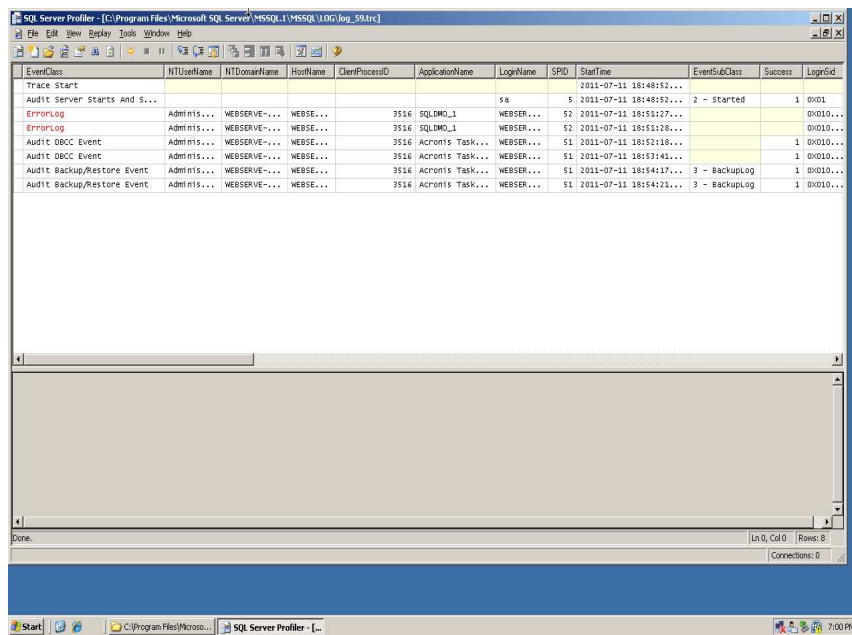 SQL Server Profiler - [C:\Program Files\Microsoft SQL Server\MSSQL.1\MSSQL\LOG\log_59.trc]
File Edit View Replay Tools Window Help
EventClass NTUserName NTDomainName HostName ClientProcessID ApplicationName LoginName SPID StartTime EventSubClass Success LoginSid
Trace Start 2011-07-11 18:48:52...
Audit Server Starts And S... sa 5 2011-07-11 18:48:52... 2 - Started 1 0X01
ErrorLog Adminis... WEBSERVE-... WEBSE... 3516 SQLDMO_1 WEBSER... 52 2011-07-11 18:51:27... 0X010...
ErrorLog Adminis... WEBSERVE-... WEBSE... 3516 SQLDMO_1 WEBSER... 52 2011-07-11 18:51:28... 0X010...
Audit DBCC Event Adminis... WEBSERVE-... WEBSE... 3516 Acronis Task... WEBSER... 51 2011-07-11 18:52:18... 1 0X010...
Audit DBCC Event Adminis... WEBSERVE-... WEBSE... 3516 Acronis Task... WEBSER... 51 2011-07-11 18:53:41... 1 0X010...
Audit Backup/Restore Event Adminis... WEBSERVE-... WEBSE... 3516 Acronis Task... WEBSER... 51 2011-07-11 18:54:17... 3 - BackupLog 1 0X010...
Audit Backup/Restore Event Adminis... WEBSERVE-... WEBSE... 3516 Acronis Task... WEBSER... 51 2011-07-11 18:54:21... 3 - BackupLog 1 0X010...
Done. Ln 0, Col 0 Rows: 8
Connections: 0
Start C:\Program Files\Microso... SQL Server Profiler - [... 7:00 PM